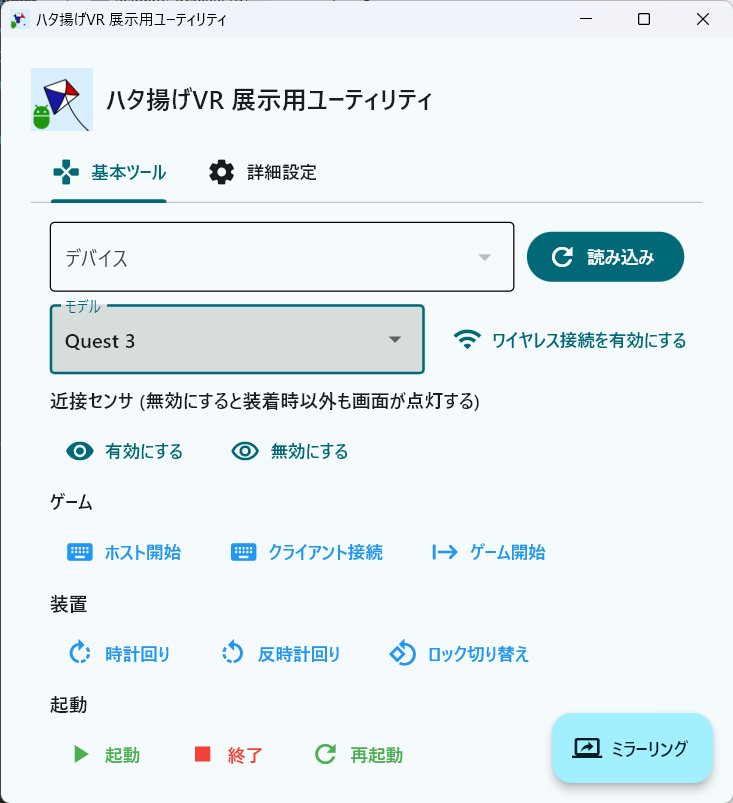 ハタ揚げVR 展示用ユーティリティ
ハタ揚げVR 展示用ユーティリティ
基本ツール 詳細設定
デバイス 読み込み
モデル
Quest 3 ワイヤレス接続を有効にする
近接センサ (無効にすると装着時以外も画面が点灯する)
有効にする 無効にする
ゲーム
ホスト開始 クライアント接続 ゲーム開始
装置
時計回り 反時計回り ロック切り替え
起動
起動 終了 再起動 ミラーリング